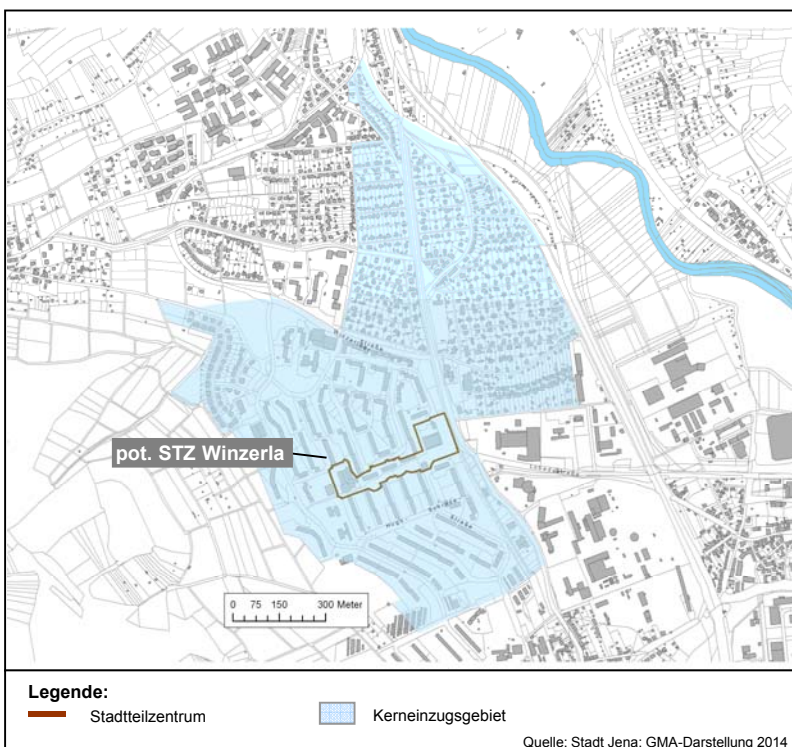 pot. STZ Winzerla
0 75 150 300 Meter
Legende:
Stadtteilzentrum
Kerneinzugsgebiet
Quelle: Stadt Jena; GMA-Darstellung 2014